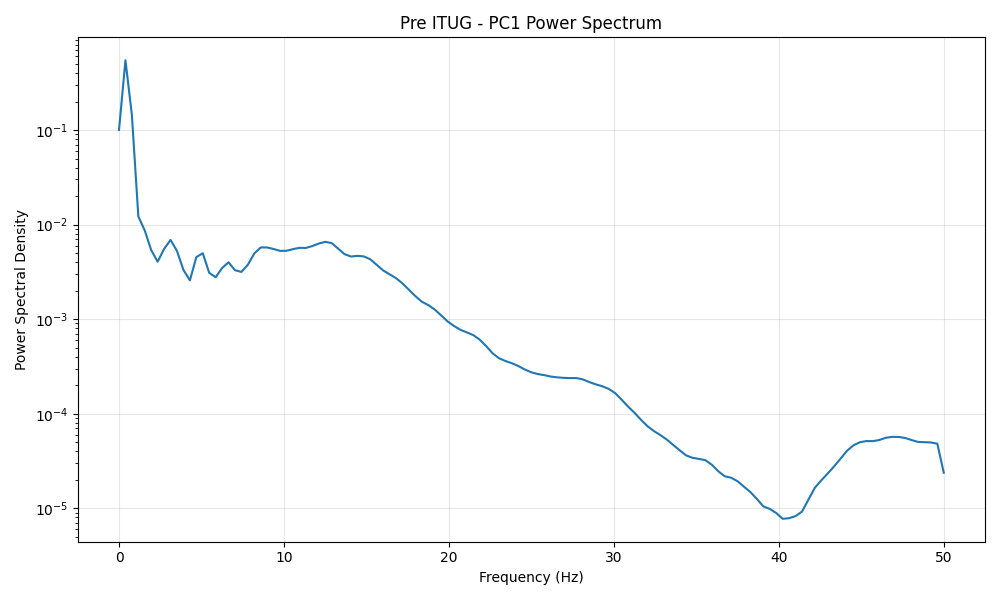 Pre ITUG - PC1 Power Spectrum
Power Spectral Density
10⁻¹
10⁻²
10⁻³
10⁻⁴
10⁻⁵
0 10 20 30 40 50
Frequency (Hz)